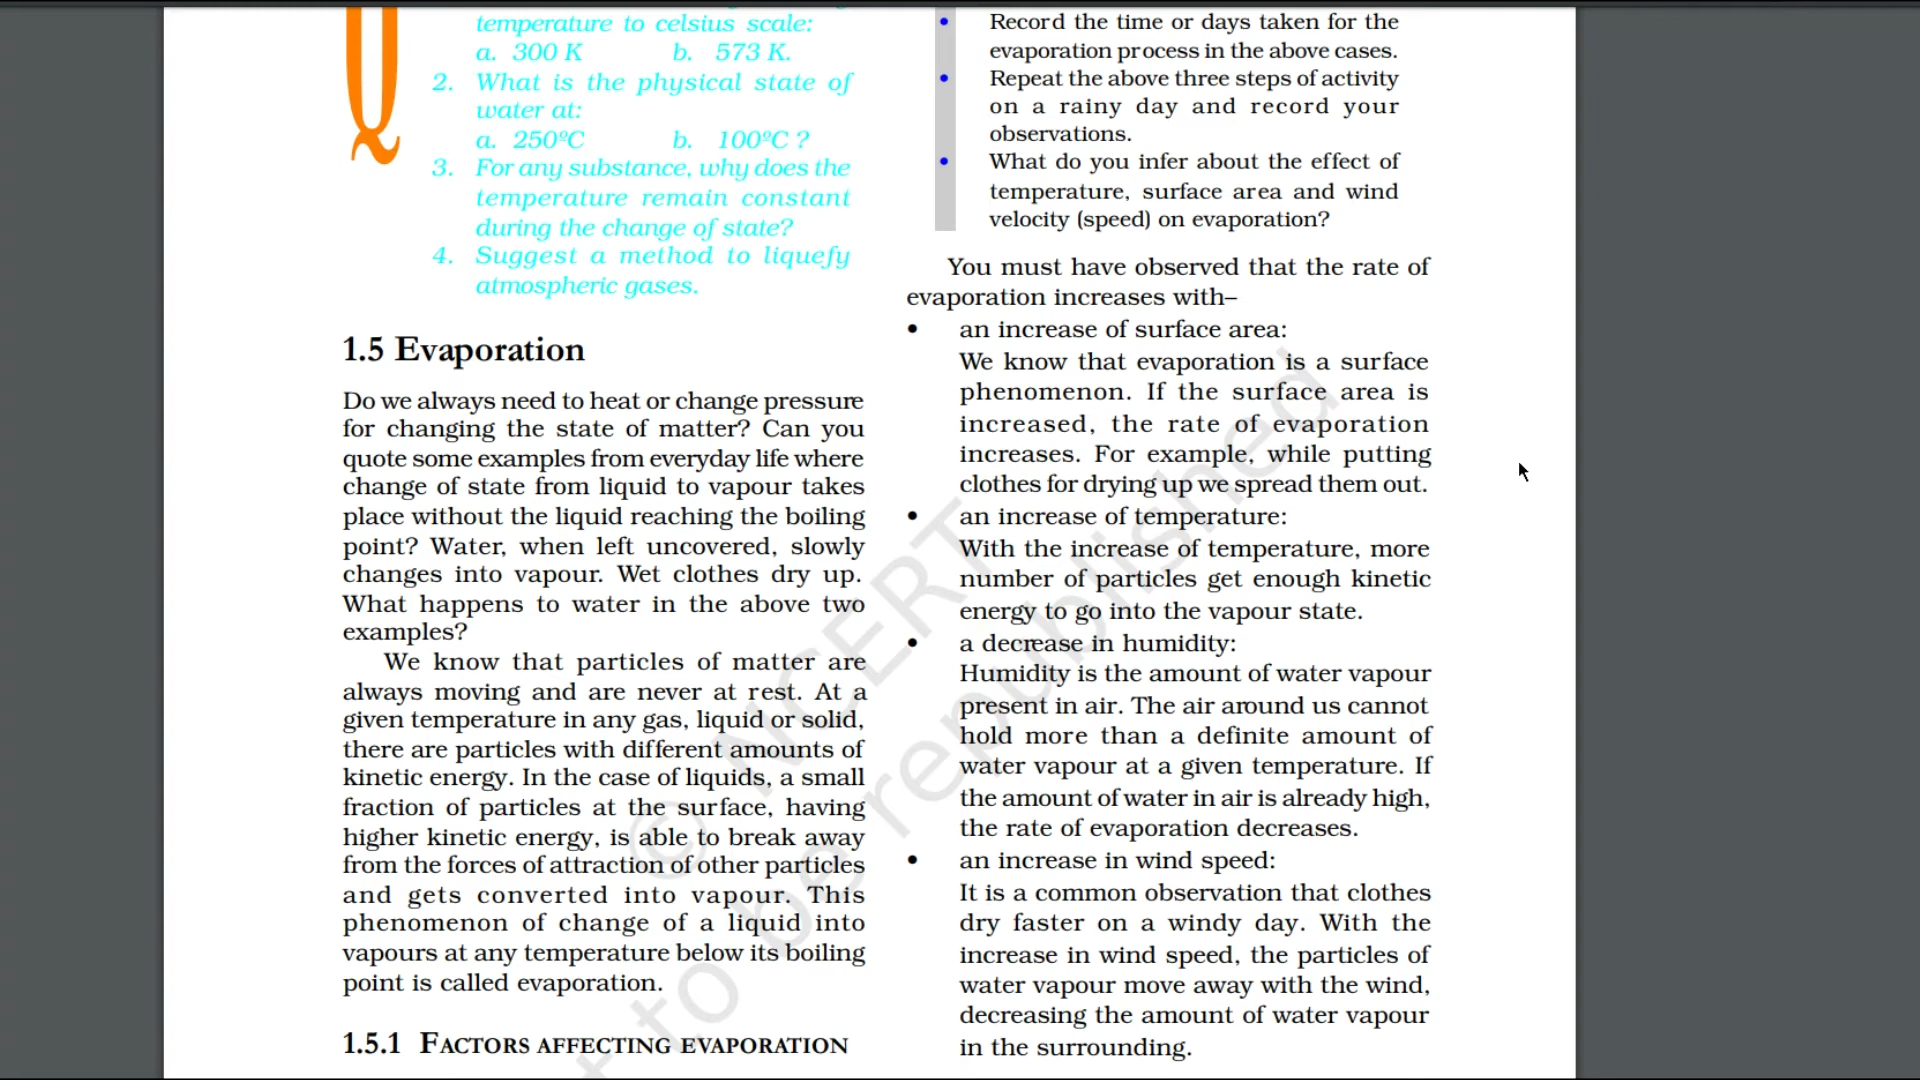 temperature to celsius scale:
a. 300 K b. 573 K.
2. What is the physical state of
water at:
a. 250ºC b. 100ºC ?
3. For any substance, why does the
temperature remain constant
during the change of state?
4. Suggest a method to liquefy
atmospheric gases.
1.5 Evaporation
Do we always need to heat or change pressure
for changing the state of matter? Can you
quote some examples from everyday life where
change of state from liquid to vapour takes
place without the liquid reaching the boiling
point? Water, when left uncovered, slowly
changes into vapour. Wet clothes dry up.
What happens to water in the above two
examples?
We know that particles of matter are
always moving and are never at rest. At a
given temperature in any gas, liquid or solid,
there are particles with different amounts of
kinetic energy. In the case of liquids, a small
fraction of particles at the surface, having
higher kinetic energy, is able to break away
from the forces of attraction of other particles
and gets converted into vapour. This
phenomenon of change of a liquid into
vapours at any temperature below its boiling
point is called evaporation.
1.5.1 FACTORS AFFECTING EVAPORATION
• Record the time or days taken for the
evaporation process in the above cases.
• Repeat the above three steps of activity
on a rainy day and record your
observations.
• What do you infer about the effect of
temperature, surface area and wind
velocity (speed) on evaporation?
You must have observed that the rate of
evaporation increases with–
• an increase of surface area:
We know that evaporation is a surface
phenomenon. If the surface area is
increased, the rate of evaporation
increases. For example, while putting
clothes for drying up we spread them out.
• an increase of temperature:
With the increase of temperature, more
number of particles get enough kinetic
energy to go into the vapour state.
• a decrease in humidity:
Humidity is the amount of water vapour
present in air. The air around us cannot
hold more than a definite amount of
water vapour at a given temperature. If
the amount of water in air is already high,
the rate of evaporation decreases.
• an increase in wind speed:
It is a common observation that clothes
dry faster on a windy day. With the
increase in wind speed, the particles of
water vapour move away with the wind,
decreasing the amount of water vapour
in the surrounding.
Q
© NCERT
to be republished